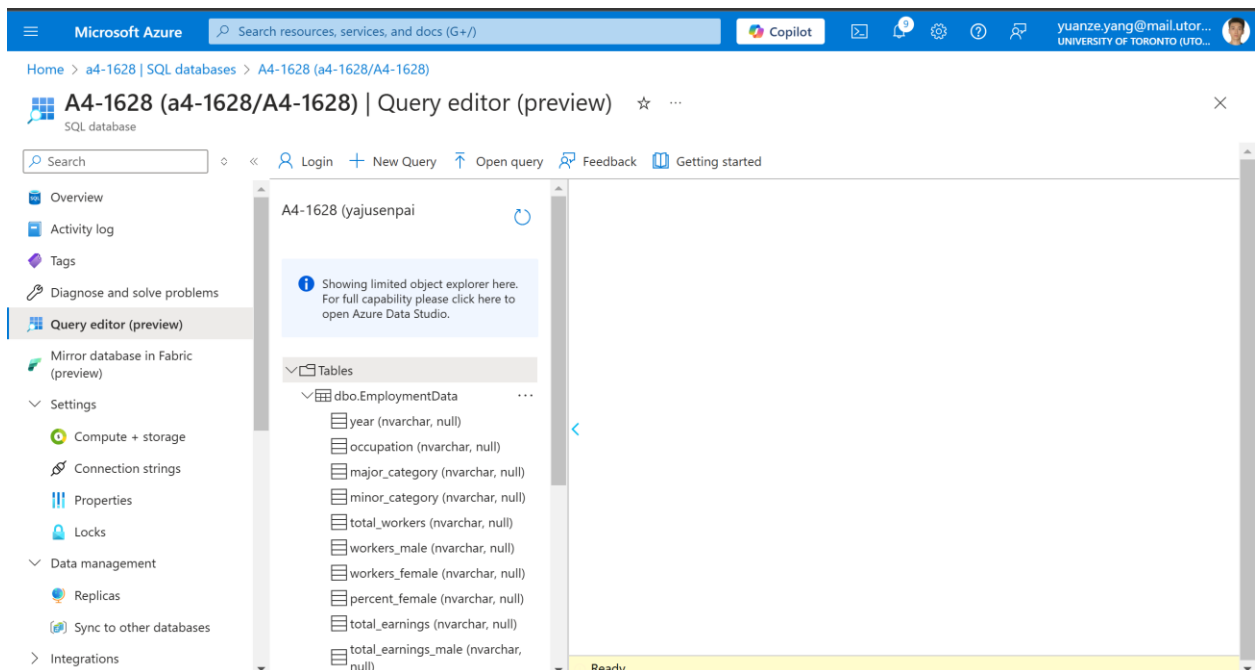 Microsoft Azure
Search resources, services, and docs (G+/)
Copilot
9
yuanze.yang@mail.utor...
UNIVERSITY OF TORONTO (UTO...
Home > a4-1628 | SQL databases > A4-1628 (a4-1628/A4-1628)
A4-1628 (a4-1628/A4-1628) | Query editor (preview)
SQL database
Search
Login
New Query
Open query
Feedback
Getting started
Overview
Activity log
Tags
Diagnose and solve problems
Query editor (preview)
Mirror database in Fabric
(preview)
Settings
Compute + storage
Connection strings
Properties
Locks
Data management
Replicas
Sync to other databases
Integrations
A4-1628 (yajusenpai
Showing limited object explorer here.
For full capability please click here to
open Azure Data Studio.
Tables
dbo.EmploymentData
year (nvarchar, null)
occupation (nvarchar, null)
major_category (nvarchar, null)
minor_category (nvarchar, null)
total_workers (nvarchar, null)
workers_male (nvarchar, null)
workers_female (nvarchar, null)
percent_female (nvarchar, null)
total_earnings (nvarchar, null)
total_earnings_male (nvarchar,
null)
Ready